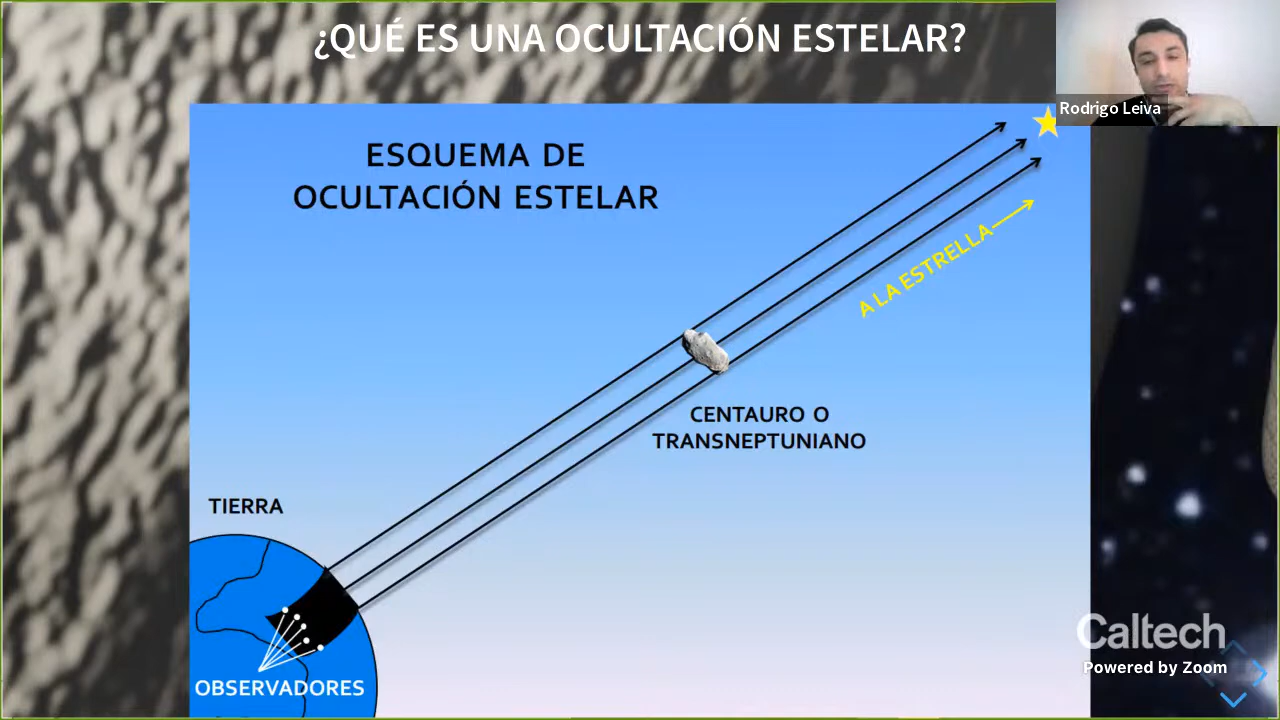 ¿QUÉ ES UNA OCULTACIÓN ESTELAR?
Rodrigo Leiva
ESQUEMA DE
OCULTACIÓN ESTELAR
A LA ESTRELLA
CENTAURO O
TRANSNEPTUNIANO
TIERRA
OBSERVADORES
Caltech
Powered by Zoom